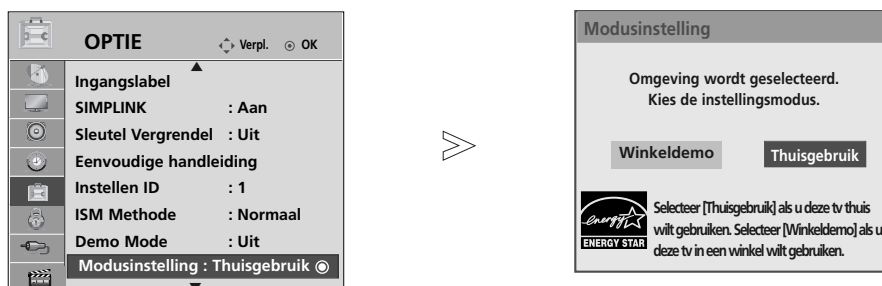 OPTIE
Verpl. OK
Ingangslabel
SIMPLINK : Aan
Sleutel Vergrendel : Uit
Eenvoudige handleiding
Instellen ID : 1
ISM Methode : Normaal
Demo Mode : Uit
Modusinstelling : Thuisgebruik
Modusinstelling
Omgeving wordt geselecteerd.
Kies de instellingsmodus.
Winkeldemo Thuisgebruik
energy
ENERGY STAR
Selecteer [Thuisgebruik] als u deze tv thuis
wilt gebruiken. Selecteer [Winkeldemo] als u
deze tv in een winkel wilt gebruiken.